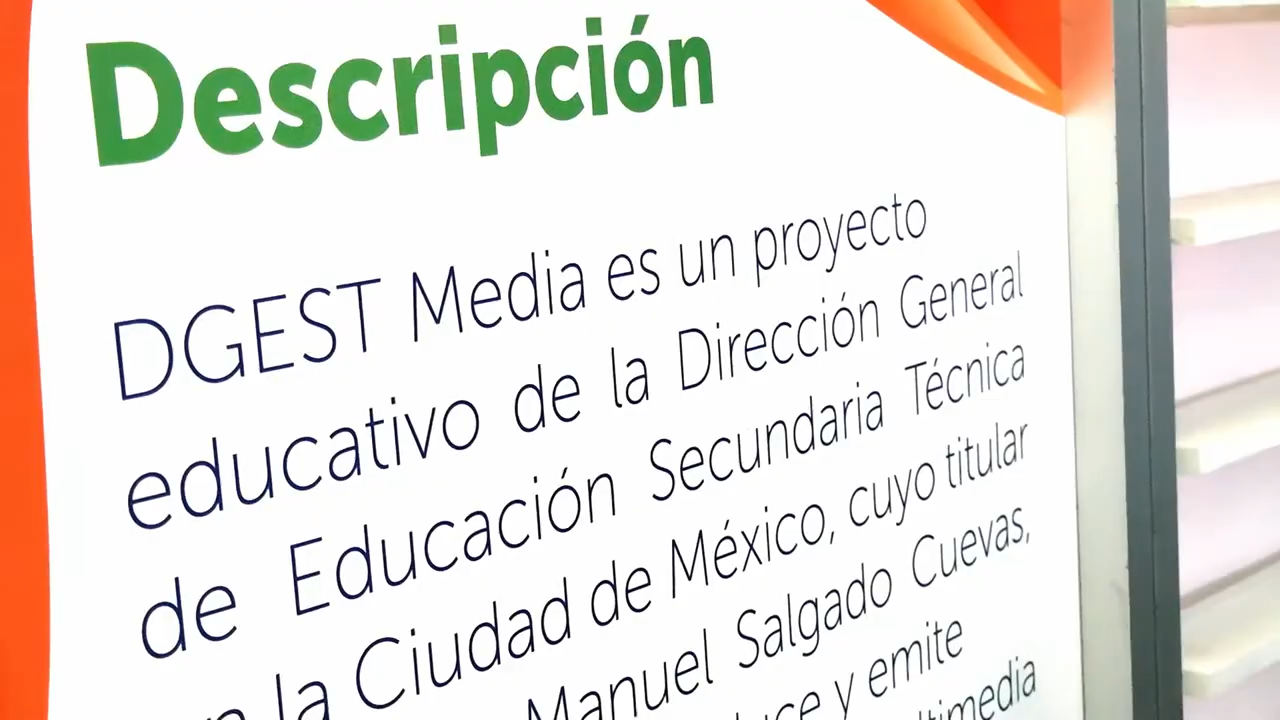 Descripción
DGEST Media es un proyecto
educativo de la Dirección General
de Educación Secundaria Técnica
la Ciudad de México, cuyo titular
Manuel Salgado Cuevas,
y emite